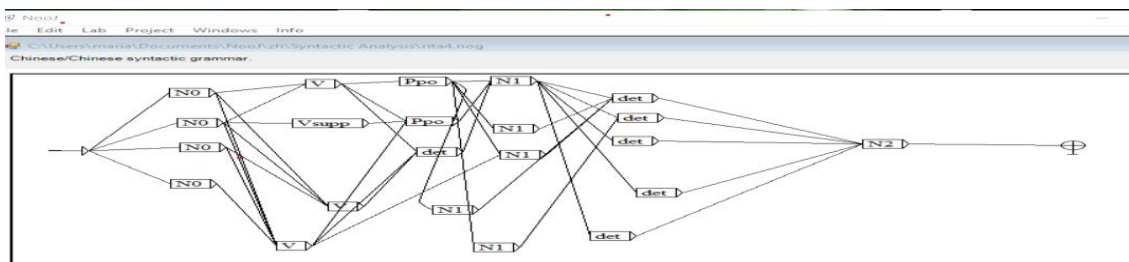 NooJ
Edit Lab Project Windows Info
C:\Users\maria\Documents\NooJ\zh\Syntactic Analysis\rita4.nog
Chinese/Chinese syntactic grammar.
N0 V Ppo N1 det
N0 Vsupp Ppo N1 det
N0 det N1 det N2
N0 V N1 det
V N1 det